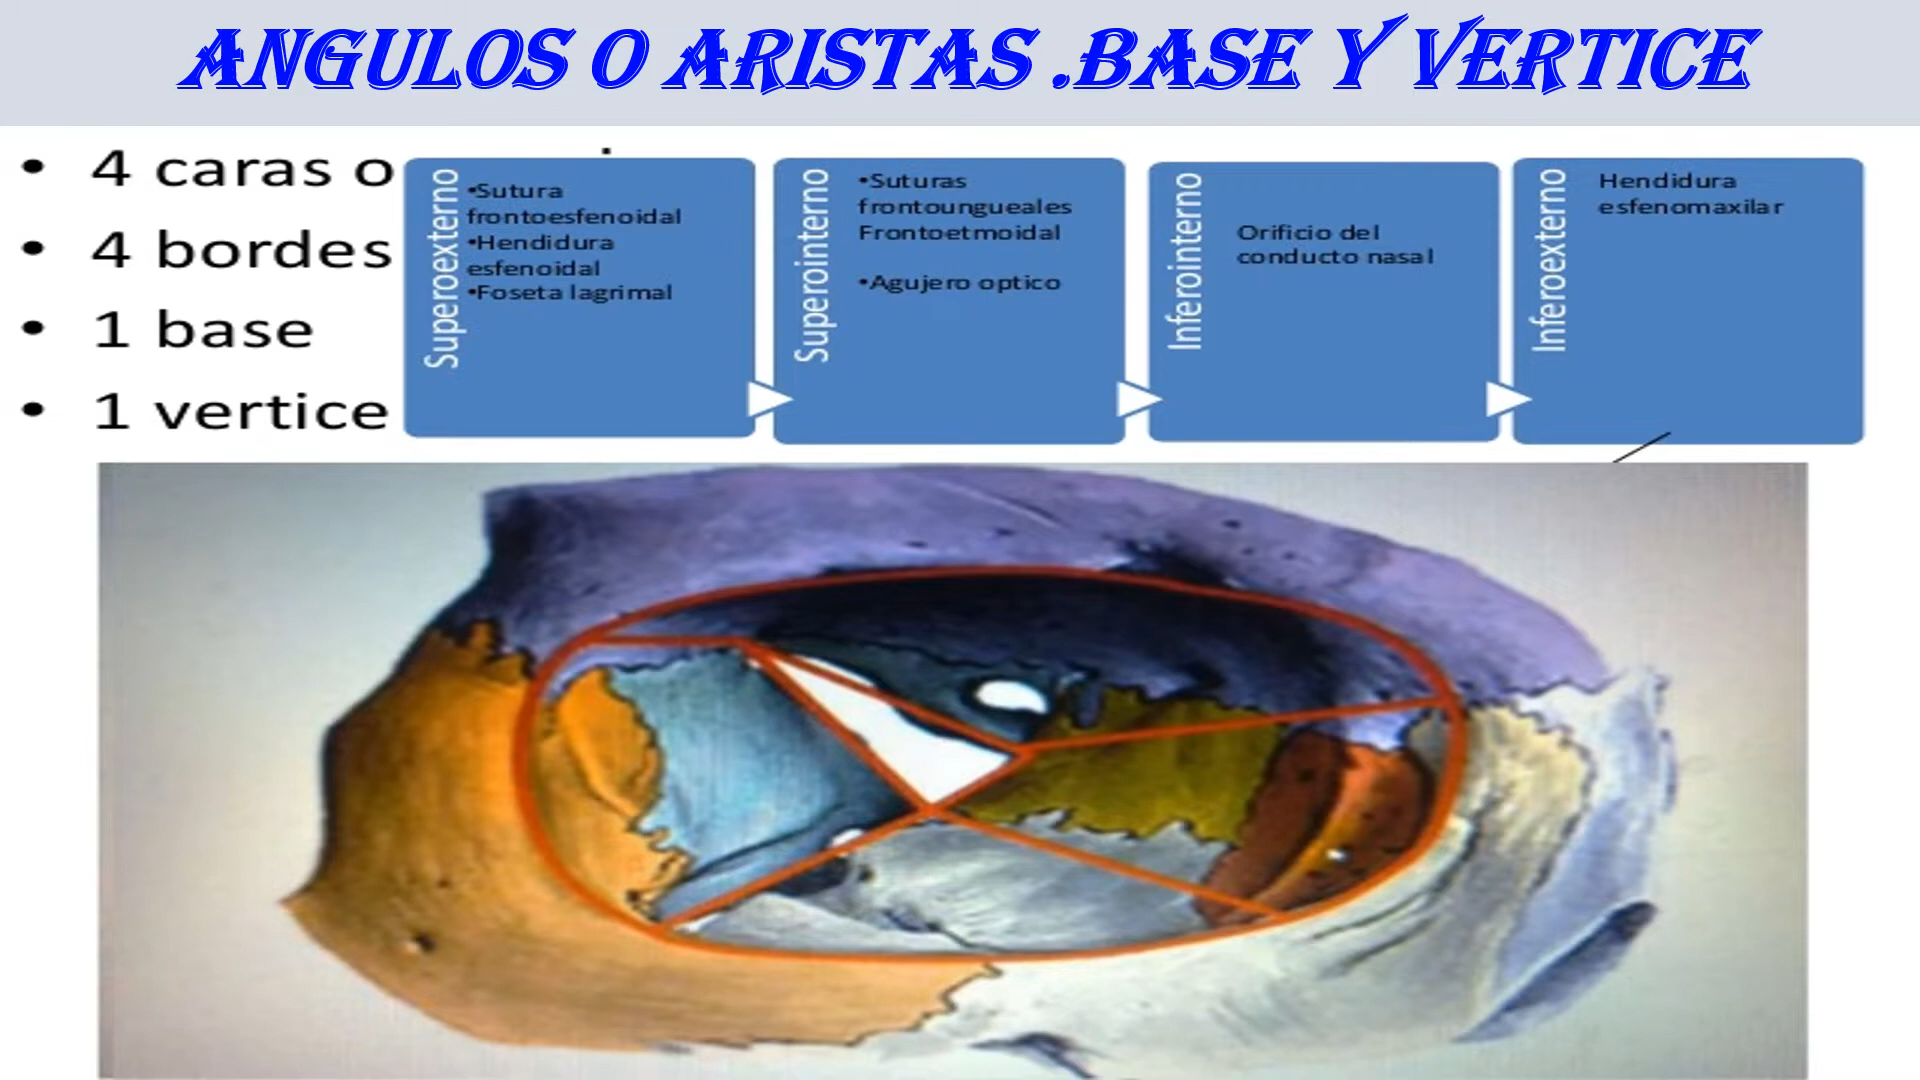 ANGULOS O ARISTAS .BASE Y VERTICE
• 4 caras o
• 4 bordes
• 1 base
• 1 vertice
Superoexterno
•Sutura
frontoesfenoidal
•Hendidura
esfenoidal
•Foseta lagrimal
Superointerno
•Suturas
frontoungueales
Frontoetmoidal
•Agujero optico
Inferointerno
Orificio del
conducto nasal
Inferoexterno
Hendidura
esfenomaxilar